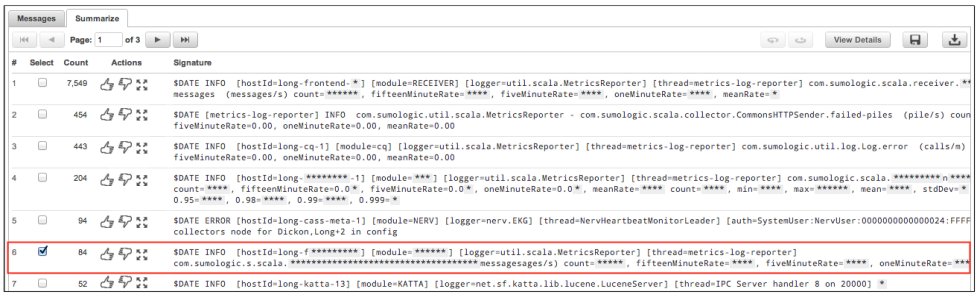 Messages Summarize
Page: 1 of 3 View Details
# Select Count Actions Signature
1 7,549 $DATE INFO [hostId=long-frontend-*] [module=RECEIVER] [logger=util.scala.MetricsReporter] [thread=metrics-log-reporter] com.sumologic.scala.receiver.**
messages (messages/s) count=******, fifteenMinuteRate=****, fiveMinuteRate=****, oneMinuteRate=****, meanRate=*
2 454 $DATE [metrics-log-reporter] INFO com.sumologic.util.scala.MetricsReporter - com.sumologic.scala.collector.CommonsHTTPSender.failed-piles (pile/s) coun
fiveMinuteRate=0.00, oneMinuteRate=0.00, meanRate=0.00
3 443 $DATE INFO [hostId=long-cq-1] [module=cq] [logger=util.scala.MetricsReporter] [thread=metrics-log-reporter] com.sumologic.util.log.Log.error (calls/m)
fiveMinuteRate=0.00, oneMinuteRate=0.00, meanRate=0.00
4 204 $DATE INFO [hostId=long-********-1] [module=***] [logger=util.scala.MetricsReporter] [thread=metrics-log-reporter] com.sumologic.scala.*********n****
count=****, fifteenMinuteRate=0.0*, fiveMinuteRate=0.0*, oneMinuteRate=0.0*, meanRate=**** count=****, min=****, max=******, mean=****, stdDev=*
0.95=****, 0.98=****, 0.99=****, 0.999=*
5 94 $DATE ERROR [hostId=long-cass-meta-1] [module=NERV] [logger=nerv.EKG] [thread=NervHeartbeatMonitorLeader] [auth=SystemUser:NervUser:0000000000000024:FFFF
collectors node for Dickon,Long+2 in config
6 84 $DATE INFO [hostId=long-f*********] [module=******] [logger=util.scala.MetricsReporter] [thread=metrics-log-reporter]
com.sumologic.s.scala.************************************messagesages/s) count=*****, fifteenMinuteRate=****, fiveMinuteRate=****, oneMinuteRate=***
7 52 $DATE INFO [hostId=long-katta-13] [module=KATTA] [logger=net.sf.katta.lib.lucene.LuceneServer] [thread=IPC Server handler 8 on 20000] *